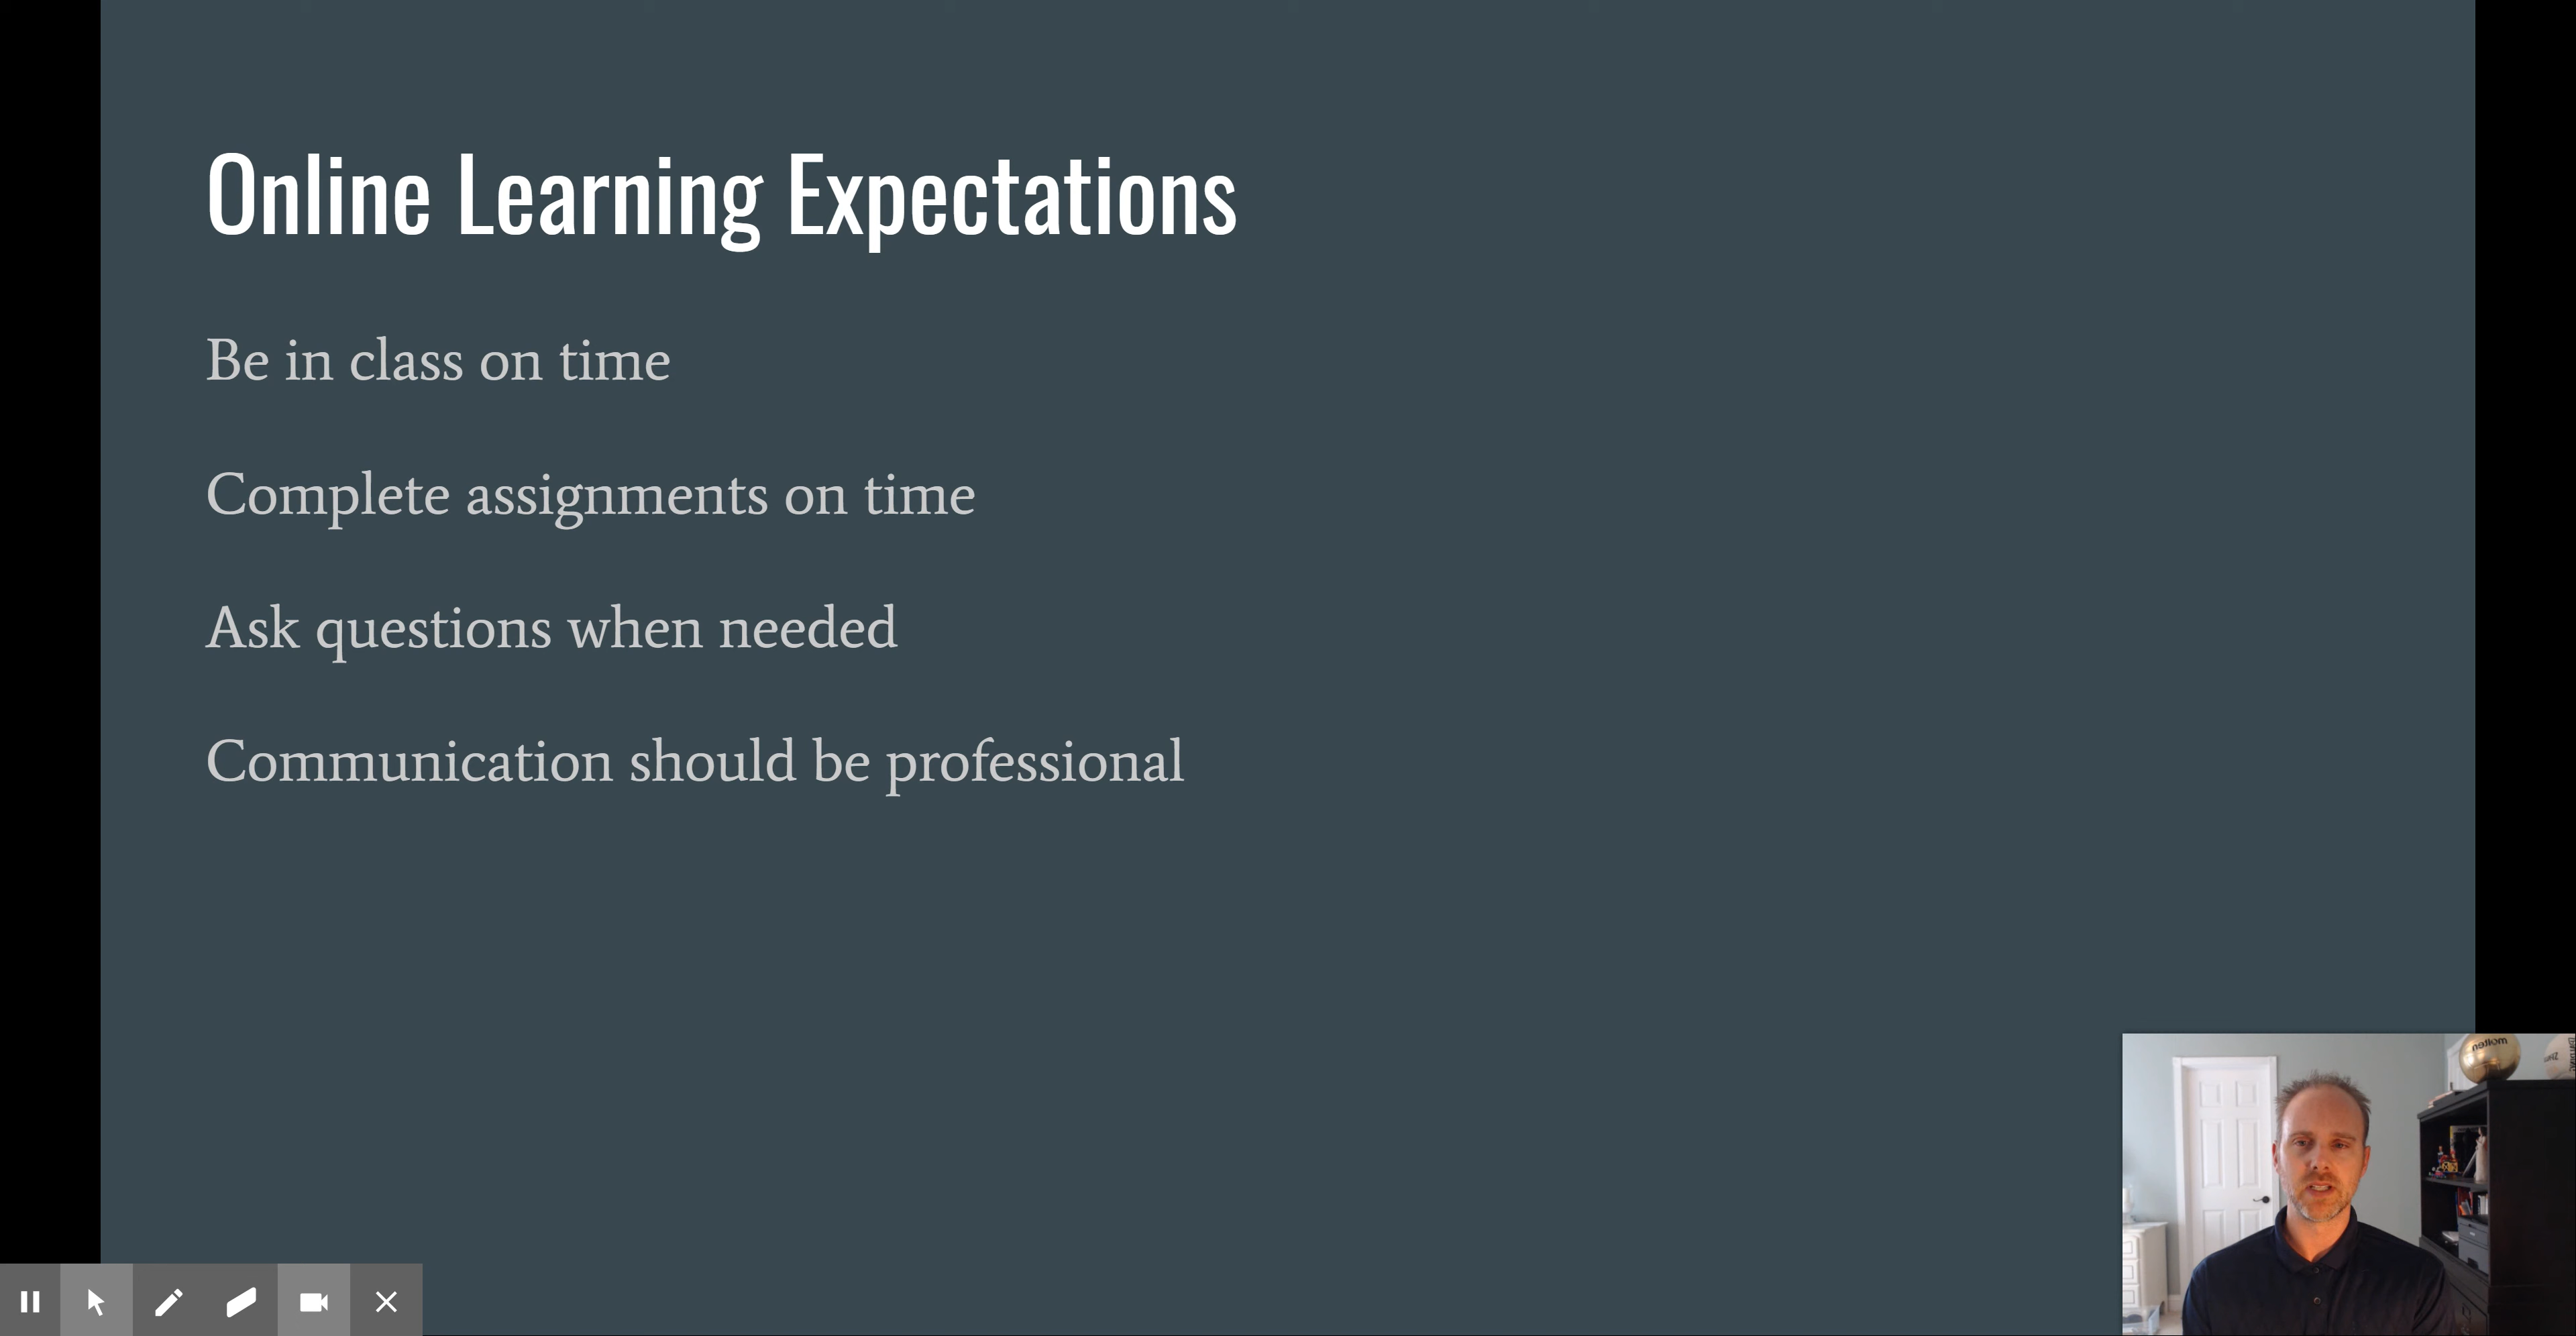 Online Learning Expectations
Be in class on time
Complete assignments on time
Ask questions when needed
Communication should be professional
molten